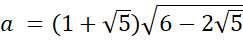 a = (1 + √5)√(6 − 2√5)